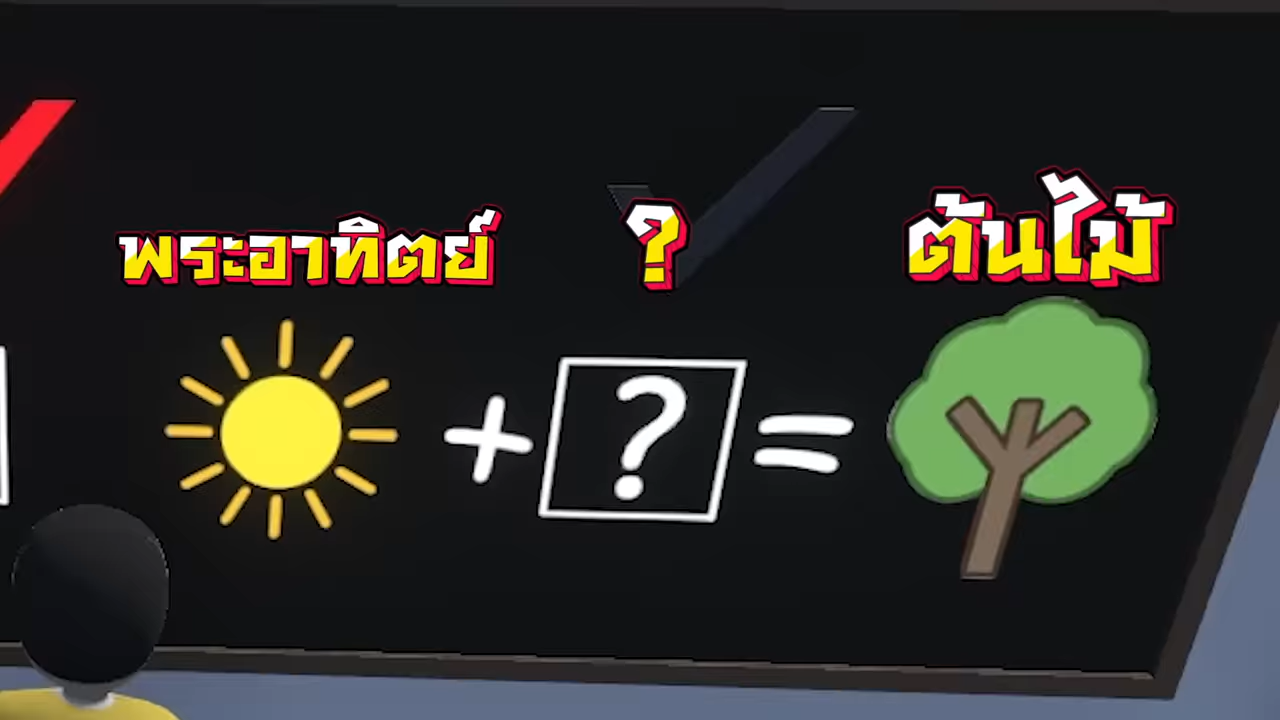 พระอาทิตย์ ? ต้นไม้
+ ? =